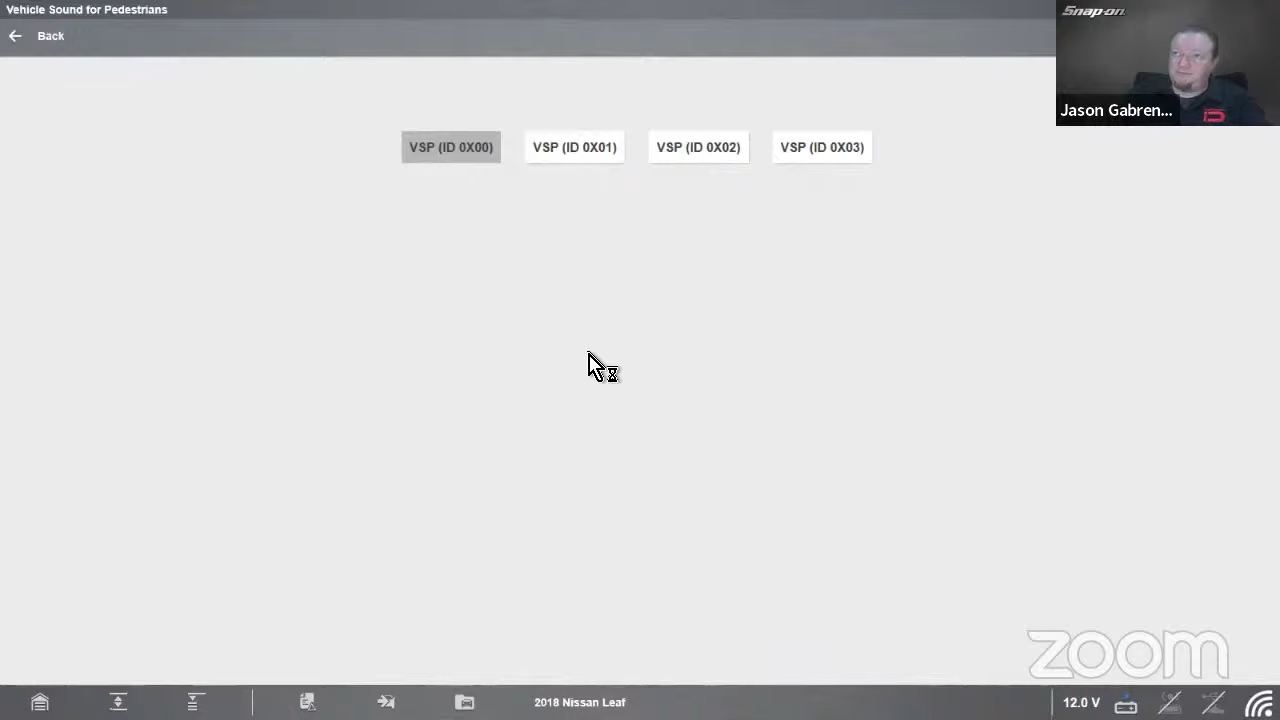 Vehicle Sound for Pedestrians
Back
Snap-on
Jason Gabren...
VSP (ID 0X00)
VSP (ID 0X01)
VSP (ID 0X02)
VSP (ID 0X03)
zoom
2018 Nissan Leaf
12.0 V